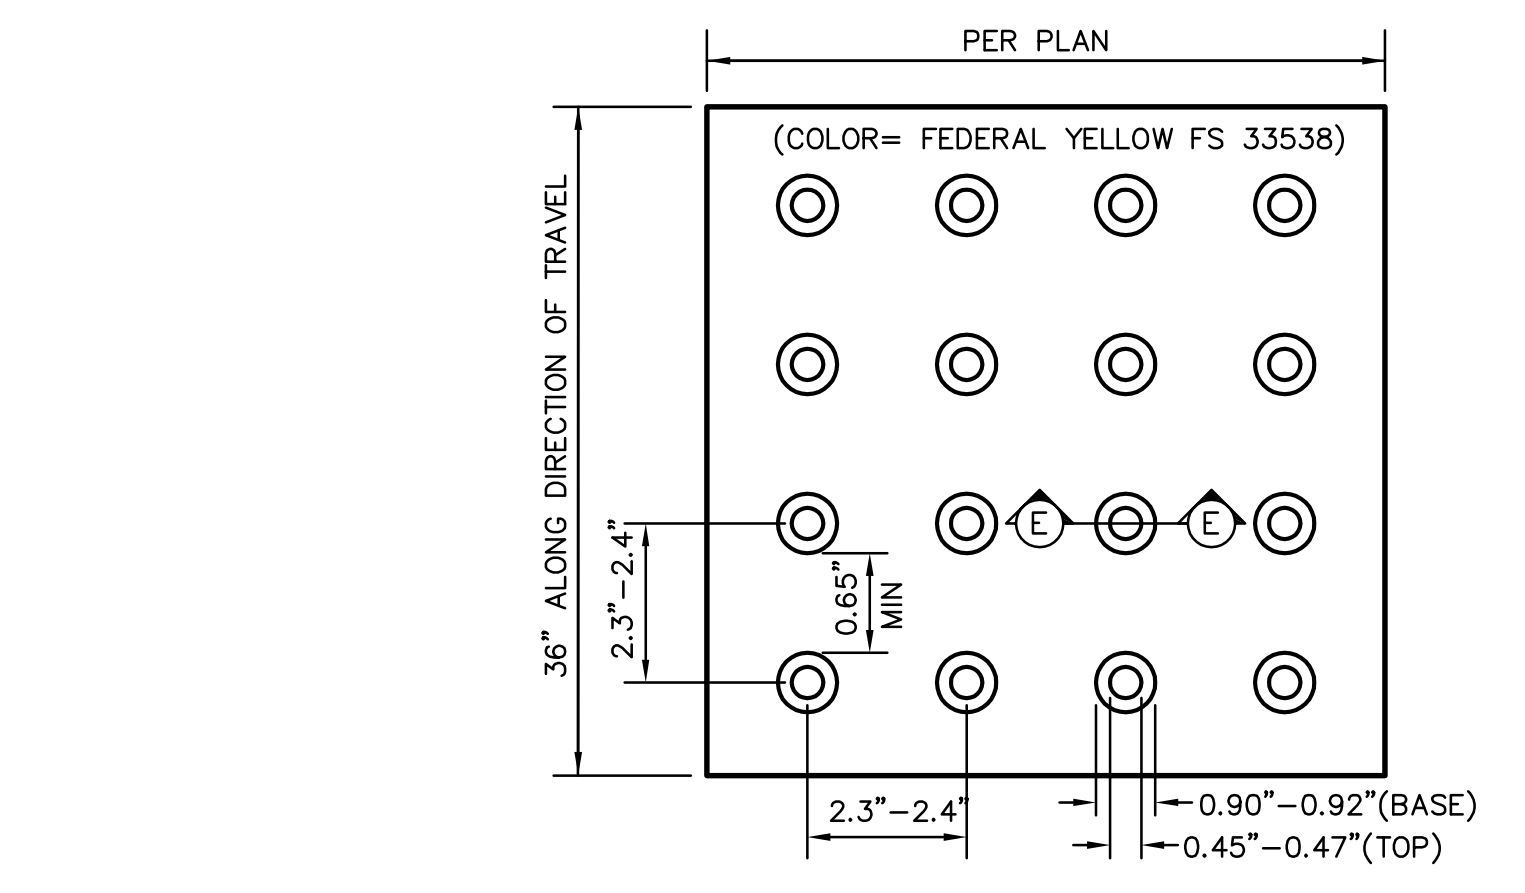 PER PLAN
(COLOR= FEDERAL YELLOW FS 33538)
36” ALONG DIRECTION OF TRAVEL
2.3”–2.4”
E
E
0.65”
MIN
2.3”–2.4”
0.90”–0.92”(BASE)
0.45”–0.47”(TOP)